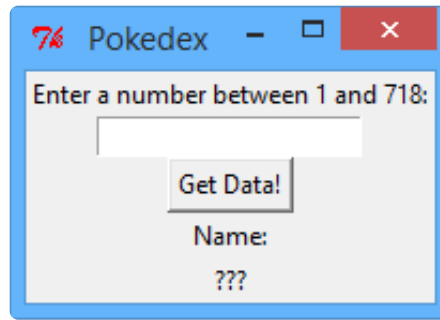 Pokedex
Enter a number between 1 and 718:
Get Data!
Name:
???